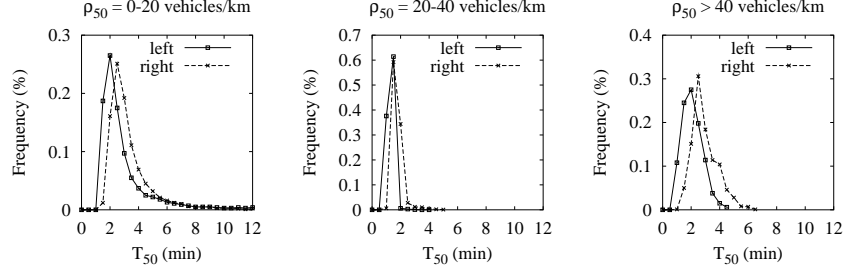 ρ50 = 0-20 vehicles/km
0.3
0.2
0.1
0
Frequency (%)
left
right
0 2 4 6 8 10 12
T50 (min)
ρ50 = 20-40 vehicles/km
0.7
0.6
0.5
0.4
0.3
0.2
0.1
0
Frequency (%)
left
right
0 2 4 6 8 10 12
T50 (min)
ρ50 > 40 vehicles/km
0.4
0.3
0.2
0.1
0
Frequency (%)
left
right
0 2 4 6 8 10 12
T50 (min)